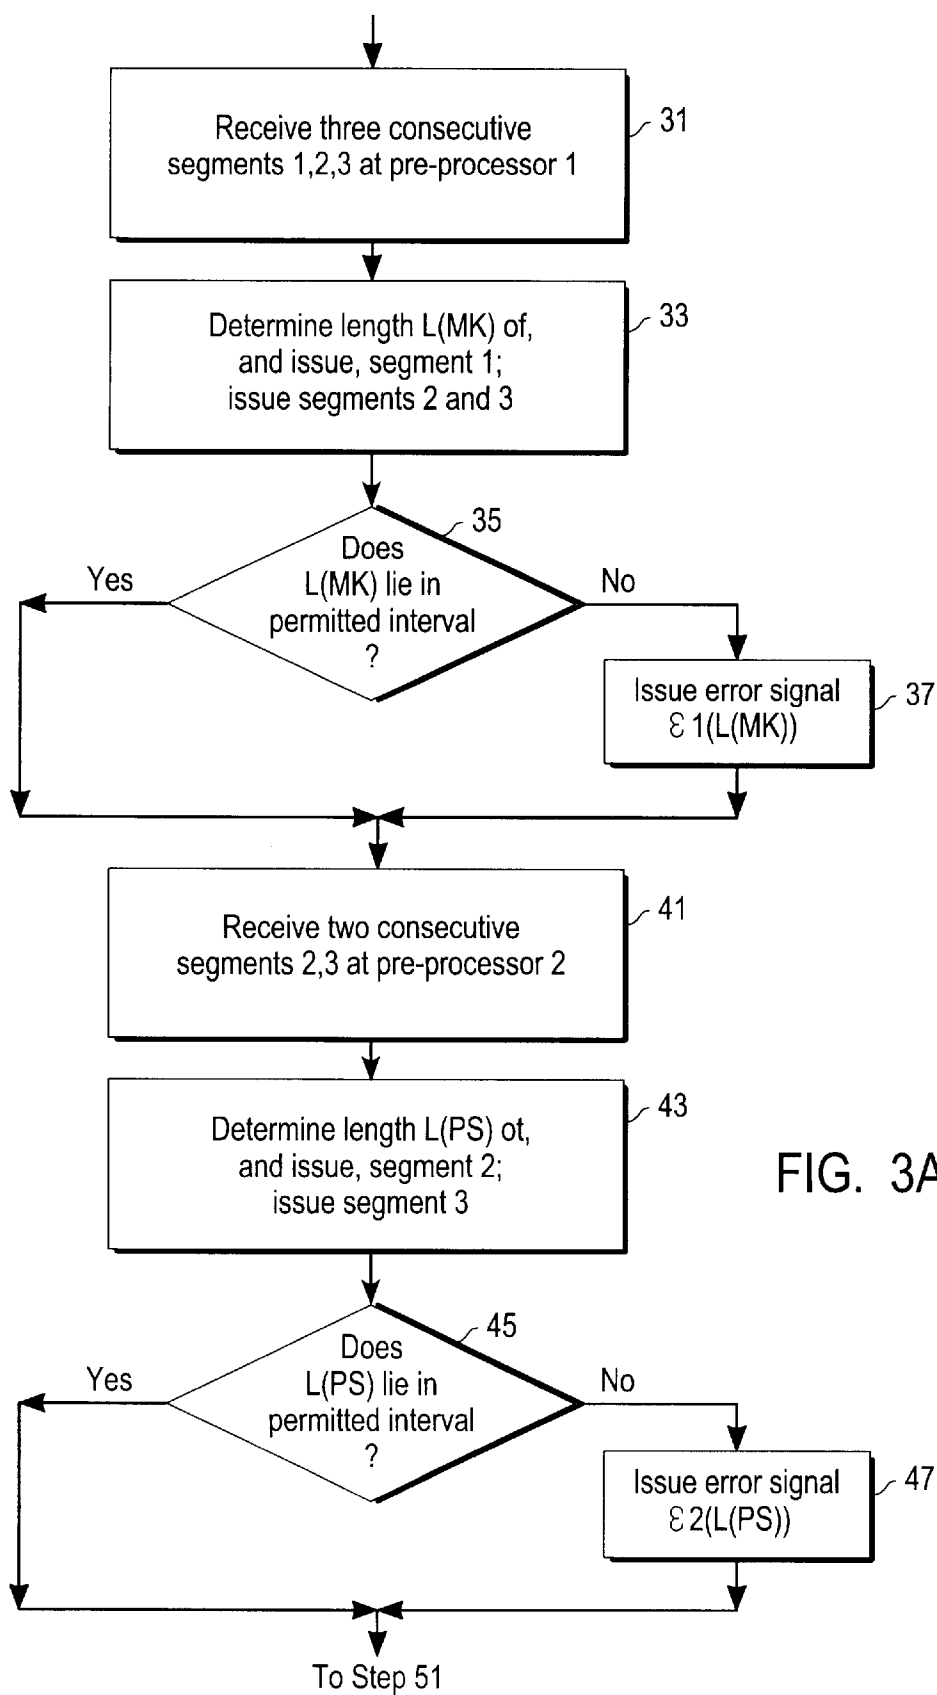 Receive three consecutive
segments 1,2,3 at pre-processor 1
31
Determine length L(MK) of,
and issue, segment 1;
issue segments 2 and 3
33
35
Does
L(MK) lie in
permitted interval
?
Yes
No
Issue error signal
ε1(L(MK))
37
Receive two consecutive
segments 2,3 at pre-processor 2
41
Determine length L(PS) ot,
and issue, segment 2;
issue segment 3
43
FIG. 3A
45
Does
L(PS) lie in
permitted interval
?
Yes
No
Issue error signal
ε2(L(PS))
47
To Step 51